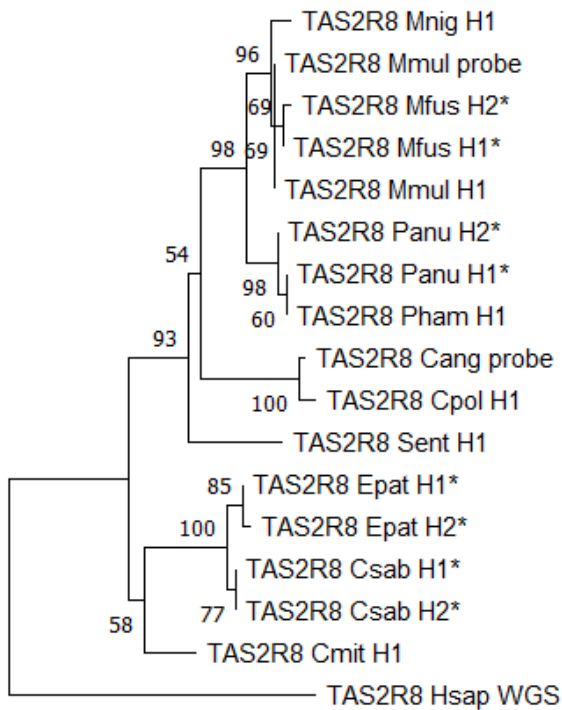 TAS2R8 Mnig H1
96
TAS2R8 Mmul probe
69
TAS2R8 Mfus H2*
98
69
TAS2R8 Mfus H1*
TAS2R8 Mmul H1
TAS2R8 Panu H2*
54
TAS2R8 Panu H1*
98
60
TAS2R8 Pham H1
93
TAS2R8 Cang probe
100
TAS2R8 Cpol H1
TAS2R8 Sent H1
85
TAS2R8 Epat H1*
100
TAS2R8 Epat H2*
TAS2R8 Csab H1*
77
TAS2R8 Csab H2*
58
TAS2R8 Cmit H1
TAS2R8 Hsap WGS